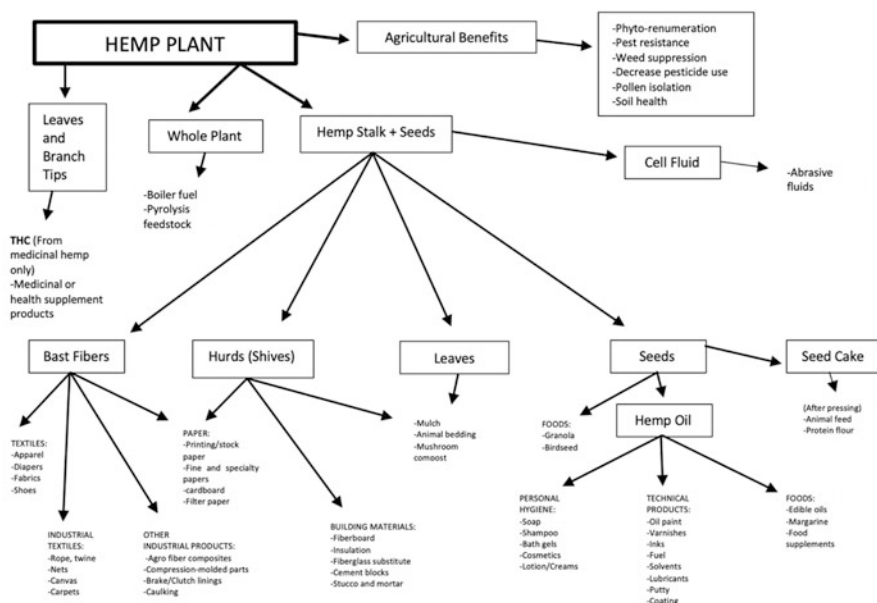 HEMP PLANT
Agricultural Benefits
-Phyto-renumeration
-Pest resistance
-Weed suppression
-Decrease pesticide use
-Pollen isolation
-Soil health
Leaves
and
Branch
Tips
Whole Plant
Hemp Stalk + Seeds
Cell Fluid
-Abrasive
fluids
-Boiler fuel
-Pyrolysis
feedstock
THC (From
medicinal hemp
only)
-Medicinal or
health supplement
products
Bast Fibers
Hurds (Shives)
Leaves
Seeds
Seed Cake
TEXTILES:
-Apparel
-Diapers
-Fabrics
-Shoes
PAPER:
-Printing/stock
paper
-Fine and specialty
papers
-cardboard
-Filter paper
-Mulch
-Animal bedding
-Mushroom
comoost
FOODS:
-Granola
-Birdseed
Hemp Oil
(After pressing)
-Animal feed
-Protein flour
INDUSTRIAL
TEXTILES:
-Rope, twine
-Nets
-Canvas
-Carpets
OTHER
INDUSTRIAL PRODUCTS:
-Agro fiber composites
-Compression-molded parts
-Brake/Clutch linings
-Caulking
BUILDING MATERIALS:
-Fiberboard
-Insulation
-Fiberglass substitute
-Cement blocks
-Stucco and mortar
PERSONAL
HYGIENE:
-Soap
-Shampoo
-Bath gels
-Cosmetics
-Lotion/Creams
TECHNICAL
PRODUCTS:
-Oil paint
-Varnishes
-Inks
-Fuel
-Solvents
-Lubricants
-Putty
-Coating
FOODS:
-Edible oils
-Margarine
-Food
supplements